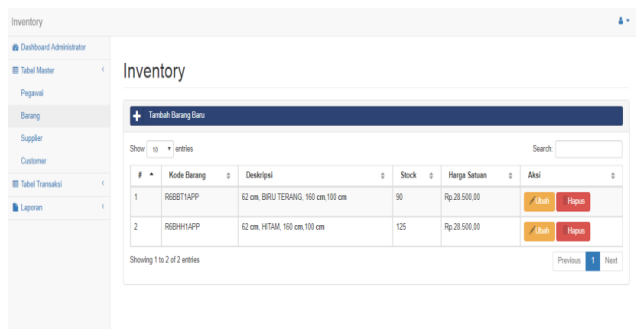 Inventory
Dashboard Administrator
Tabel Master
Pegawai
Barang
Supplier
Customer
Tabel Transaksi
Laporan
Inventory
Tambah Barang Baru
Show 10 entries
Search:
# Kode Barang Deskripsi Stock Harga Satuan Aksi
1 R6BBT1APP 62 cm, BIRU TERANG, 160 cm,100 cm 90 Rp.28.500,00 Ubah Hapus
2 R6BHH1APP 62 cm, HITAM, 160 cm,100 cm 125 Rp.28.500,00 Ubah Hapus
Showing 1 to 2 of 2 entries
Previous 1 Next